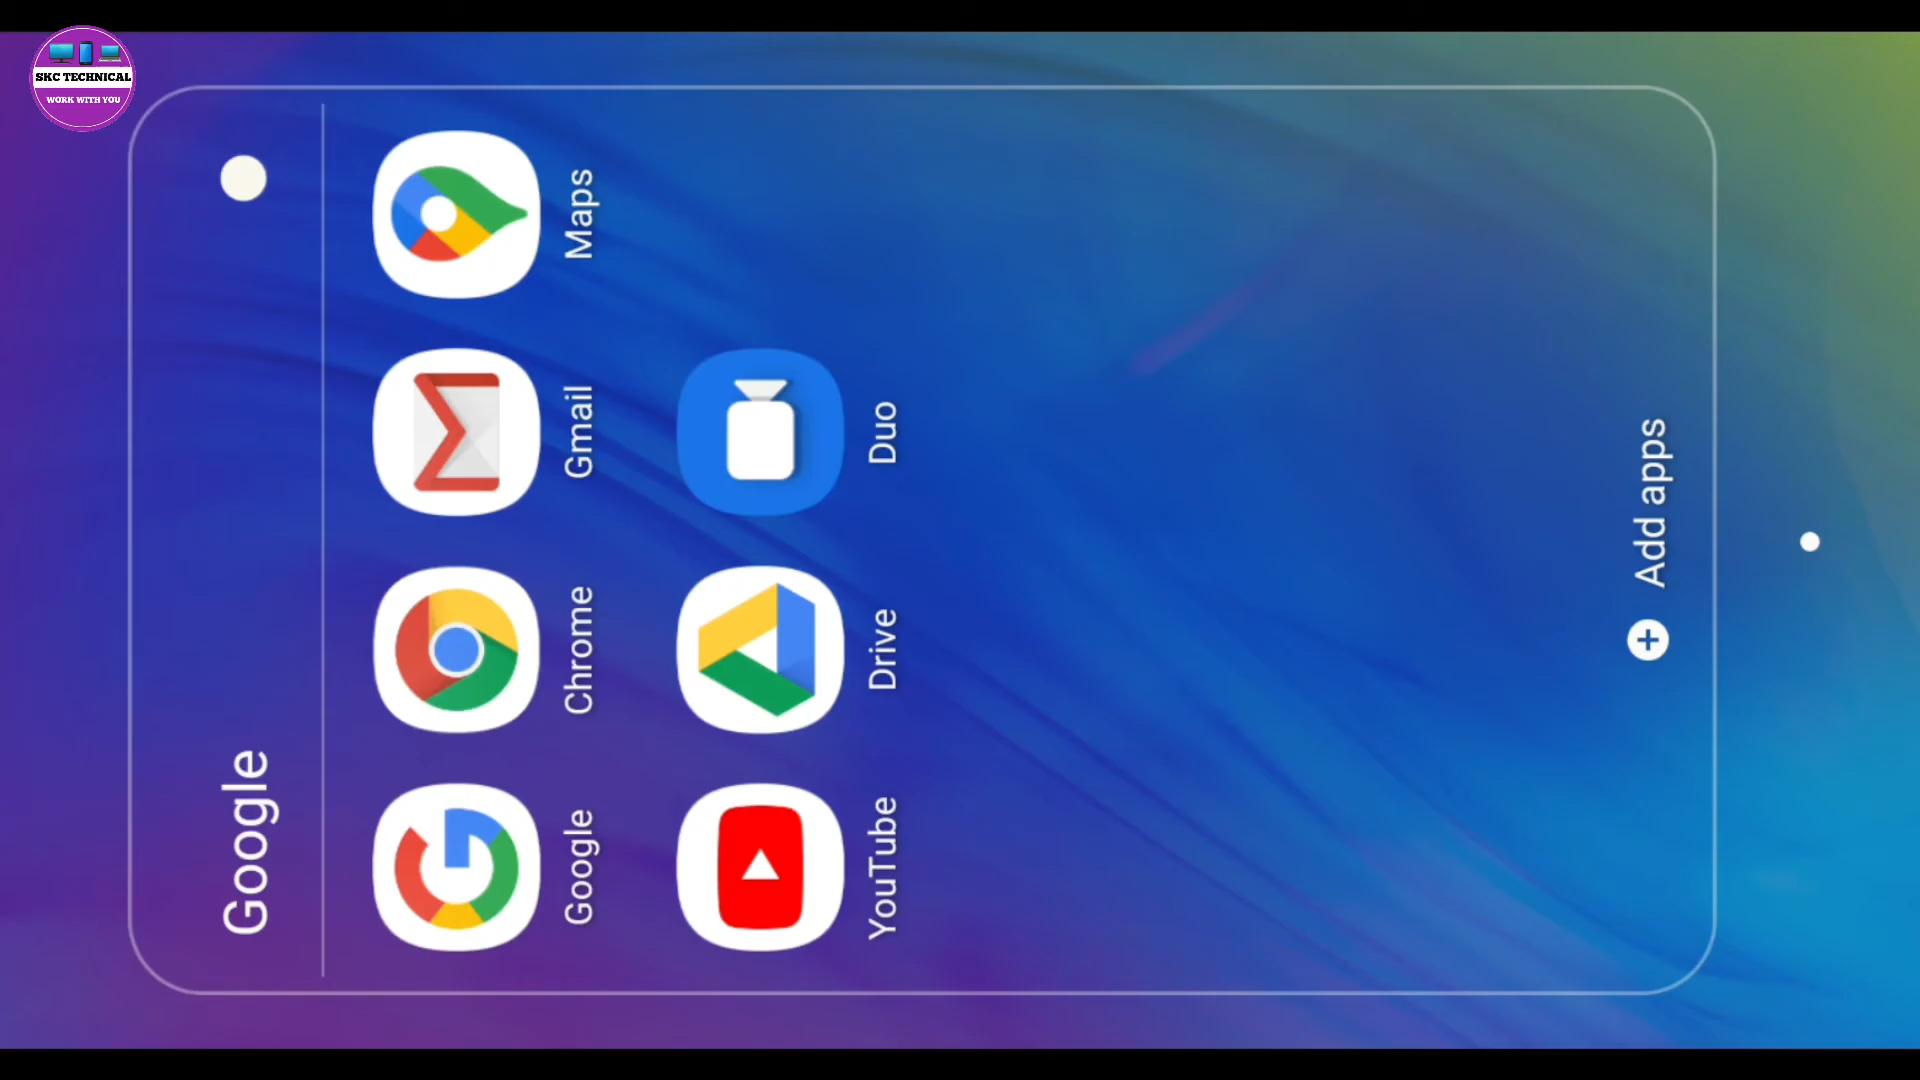 SKC TECHNICAL
WORK WITH YOU
Google
Google
Chrome
Gmail
Maps
YouTube
Drive
Duo
Add apps